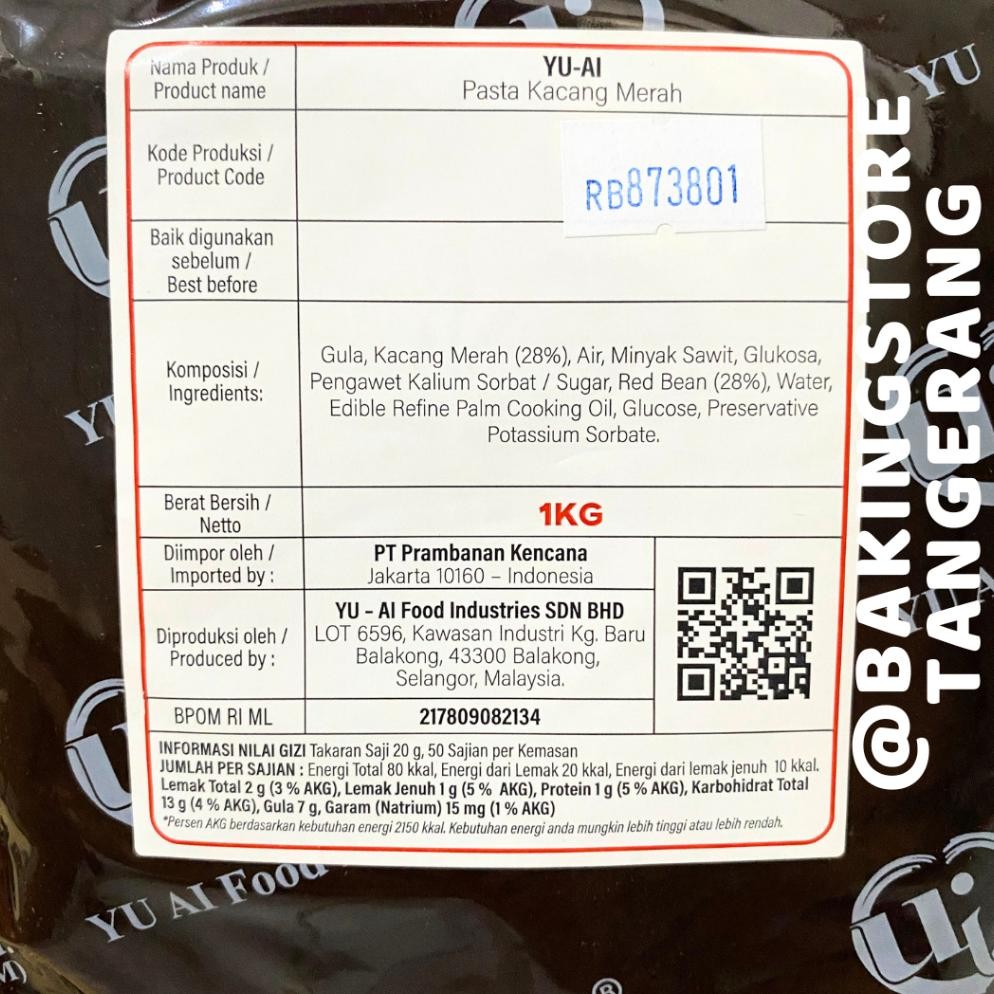 Nama Produk /
Product name
YU-AI
Pasta Kacang Merah
Kode Produksi /
Product Code
RB873801
Baik digunakan
sebelum /
Best before
Komposisi /
Ingredients:
Gula, Kacang Merah (28%), Air, Minyak Sawit, Glukosa,
Pengawet Kalium Sorbat / Sugar, Red Bean (28%), Water,
Edible Refine Palm Cooking Oil, Glucose, Preservative
Potassium Sorbate.
Berat Bersih /
Netto
1KG
Diimpor oleh /
Imported by :
PT Prambanan Kencana
Jakarta 10160 – Indonesia
Diproduksi oleh /
Produced by :
YU – AI Food Industries SDN BHD
LOT 6596, Kawasan Industri Kg. Baru
Balakong, 43300 Balakong,
Selangor, Malaysia.
BPOM RI ML
217809082134
INFORMASI NILAI GIZI Takaran Saji 20 g, 50 Sajian per Kemasan
JUMLAH PER SAJIAN : Energi Total 80 kkal, Energi dari Lemak 20 kkal, Energi dari lemak jenuh 10 kkal.
Lemak Total 2 g (3 % AKG), Lemak Jenuh 1 g (5 % AKG), Protein 1 g (5 % AKG), Karbohidrat Total
13 g (4 % AKG), Gula 7 g, Garam (Natrium) 15 mg (1 % AKG)
*Persen AKG berdasarkan kebutuhan energi 2150 kkal. Kebutuhan energi anda mungkin lebih tinggi atau lebih rendah.
@BAKINGSTORE
TANGERANG
YU
YU
YU A
YU AI Food
®